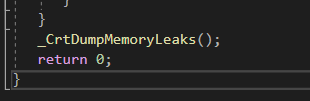 }
}
_CrtDumpMemoryLeaks();
return 0;
}